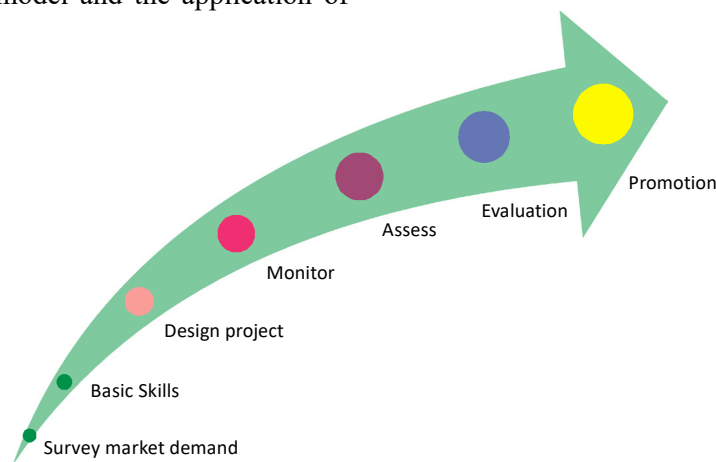 model and the application of
Promotion
Evaluation
Assess
Monitor
Design project
Basic Skills
Survey market demand